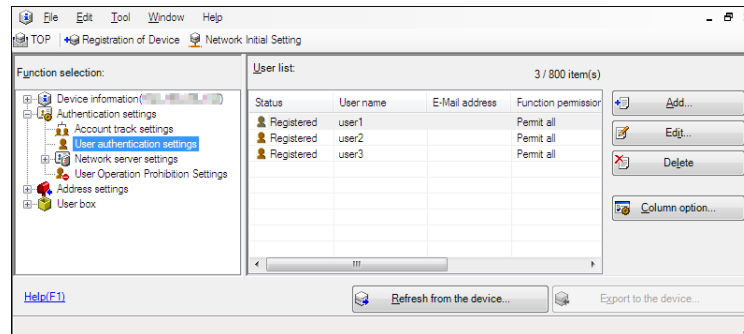 File Edit Tool Window Help
TOP Registration of Device Network Initial Setting
Function selection:
User list:
3 / 800 item(s)
Device information(
Authentication settings
Account track settings
User authentication settings
Network server settings
User Operation Prohibition Settings
Address settings
User box
Status User name E-Mail address Function permission
Registered user1 Permit all
Registered user2 Permit all
Registered user3 Permit all
Add...
Edit...
Delete
Column option...
Help(F1)
Refresh from the device...
Export to the device...